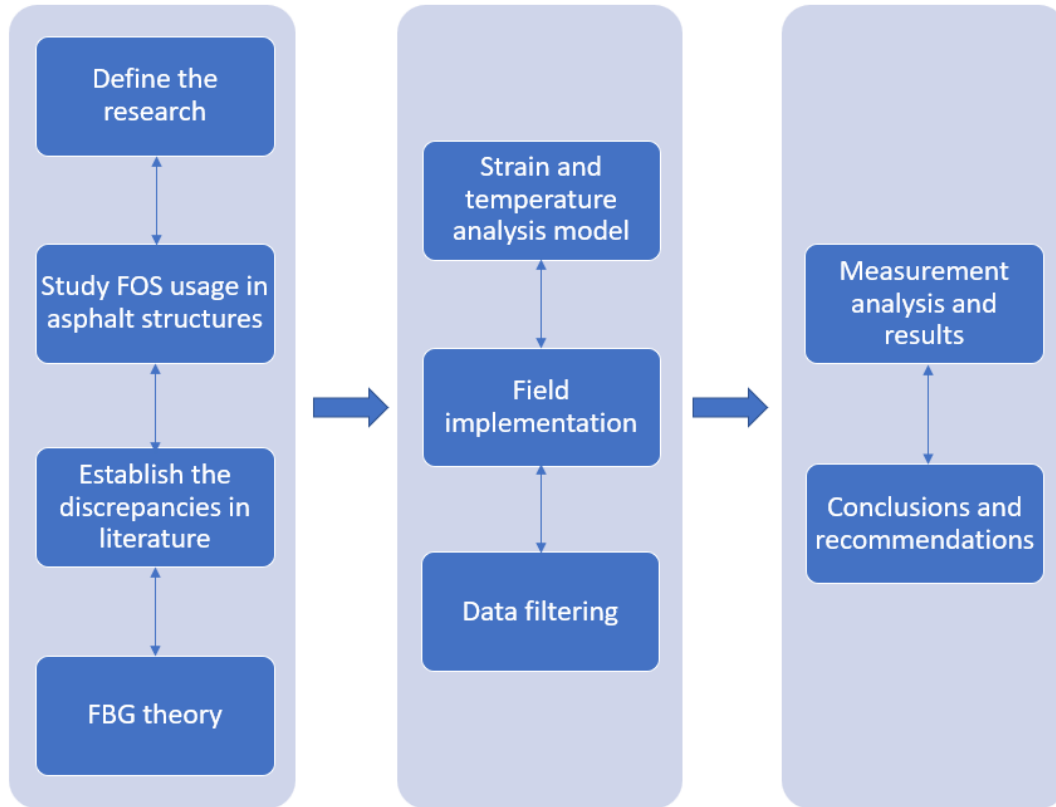 Define the
research
Study FOS usage in
asphalt structures
Establish the
discrepancies in
literature
FBG theory
Strain and
temperature
analysis model
Field
implementation
Data filtering
Measurement
analysis and
results
Conclusions and
recommendations